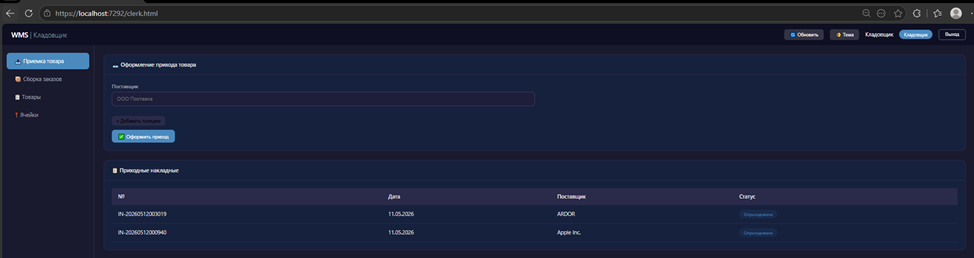 https://localhost:7292/clerk.html
WMS | Кладовщик
Обновить
Тема
Кладовщик
Кладовщик
Выход
Приемка товара
Сборка заказов
Товары
Ячейки
Оформление прихода товара
Поставщик
ООО Поставка
+ Добавить позицию
Оформить приход
Приходные накладные
№ Дата Поставщик Статус
IN-20260512003019 11.05.2026 ARDOR Оприходована
IN-20260512000940 11.05.2026 Apple Inc. Оприходована